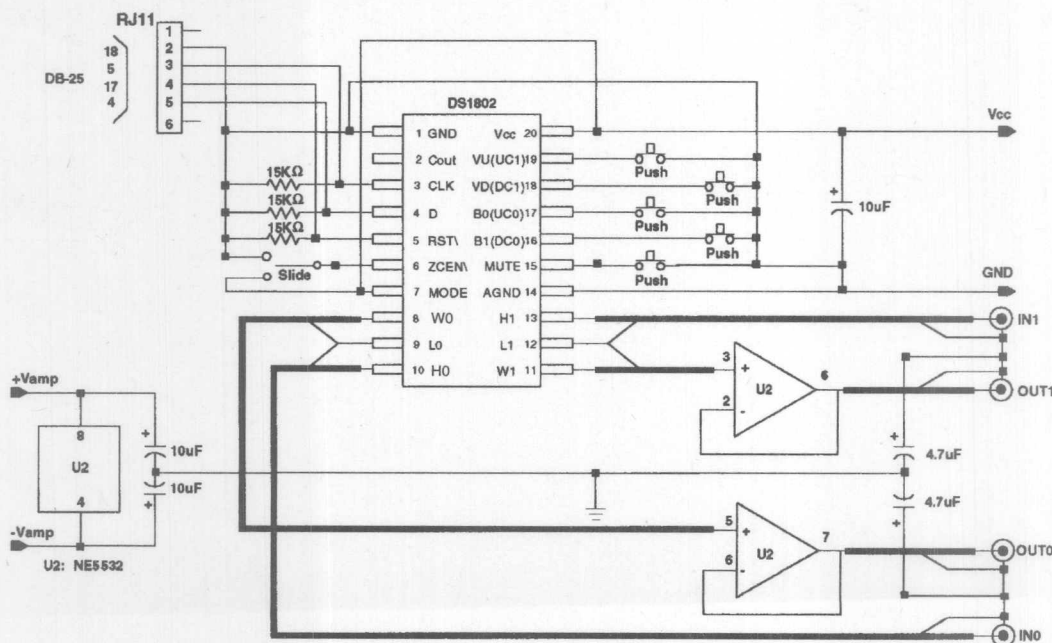 RJ11
1
2
3
4
5
6
DB-25
18
5
17
4
DS1802
1 GND
2 Cout
3 CLK
4 D
5 RST\
6 ZCEN\
7 MODE
8 W0
9 L0
10 H0
Vcc 20
VU(UC1)19
VD(DC1) 18
B0(UC0)17
B1(DC0)16
MUTE 15
AGND 14
H1 13
L1 12
W1 11
15KΩ
15KΩ
15KΩ
Slide
Push
Push
Push
Push
Push
Vcc
+
10uF
GND
IN1
OUT1
3
+
U2
6
2
-
+
4.7uF
4.7uF
+
5
+
U2
7
6
-
OUT0
IN0
+Vamp
8
U2
4
+
10uF
10uF
+
-Vamp
U2: NE5532